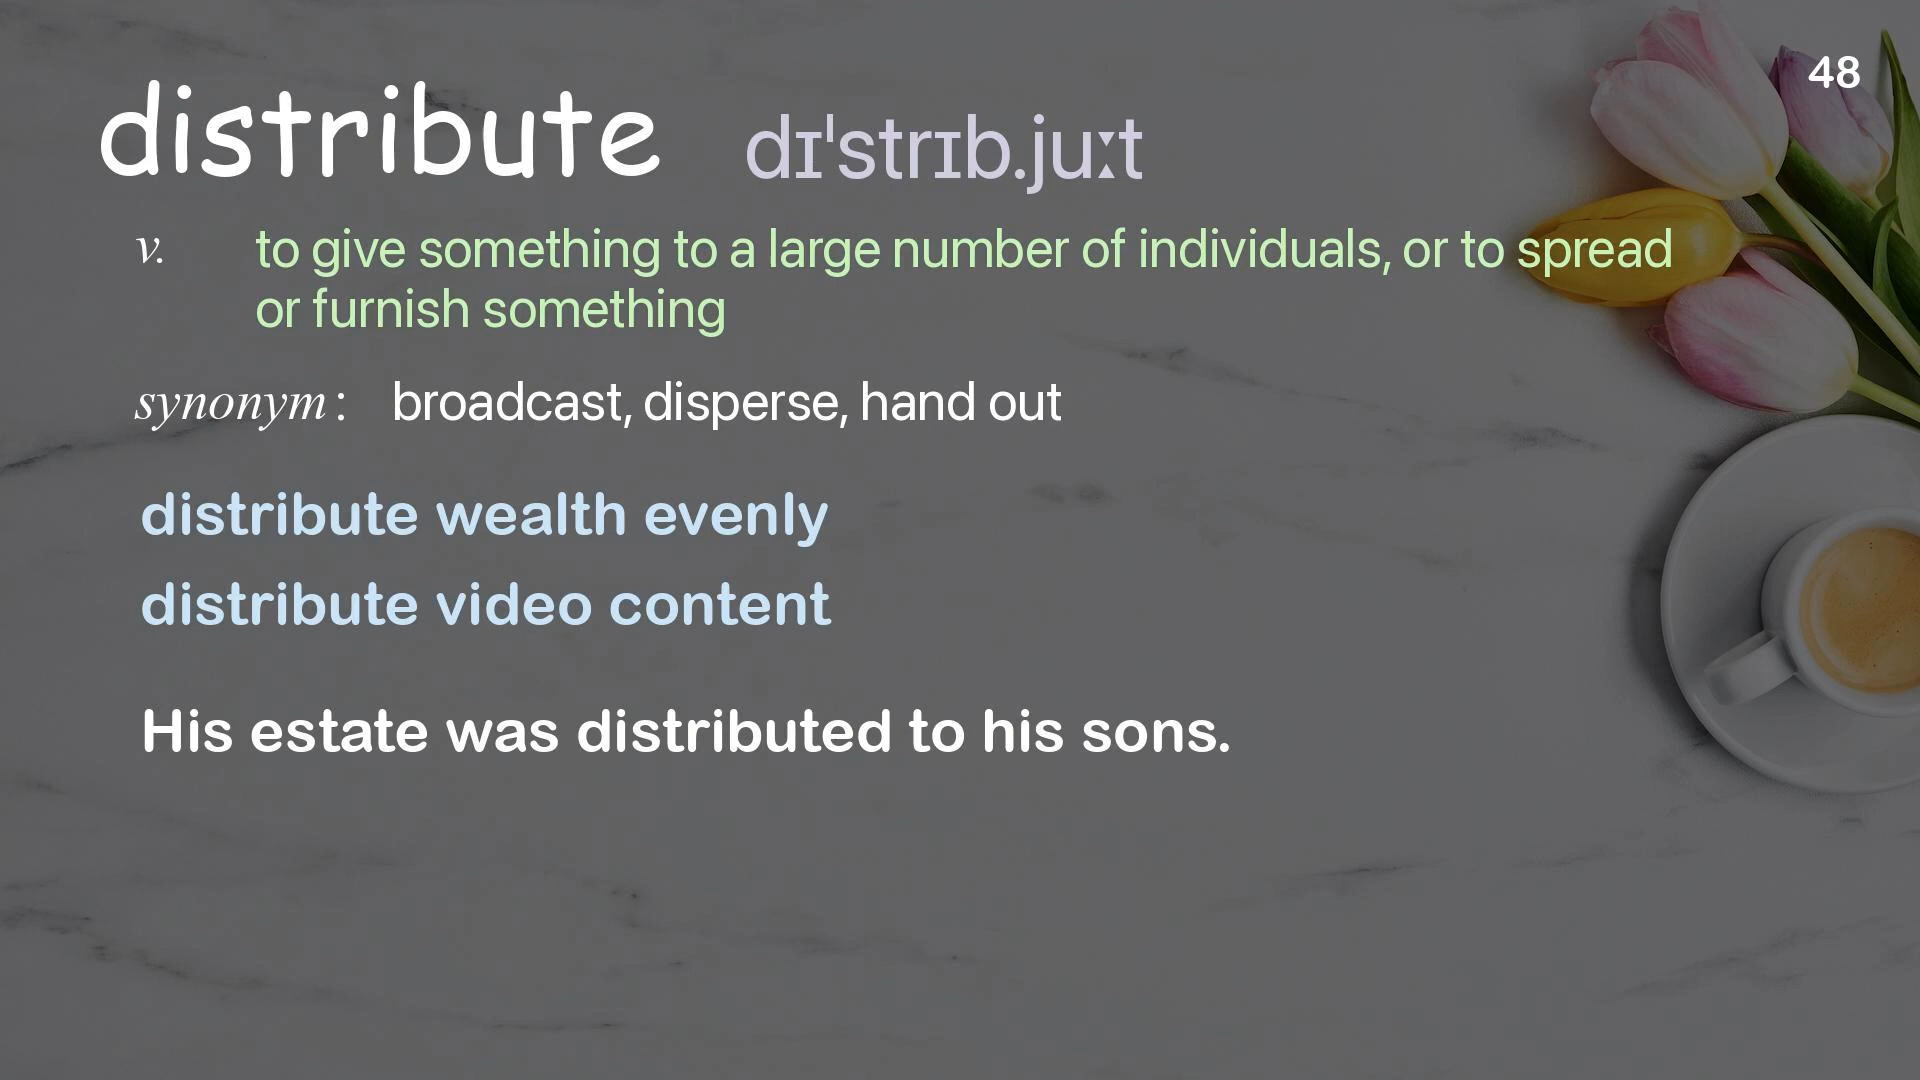 48
distribute dɪˈstrɪb.juːt
v. to give something to a large number of individuals, or to spread
or furnish something
synonym : broadcast, disperse, hand out
distribute wealth evenly
distribute video content
His estate was distributed to his sons.